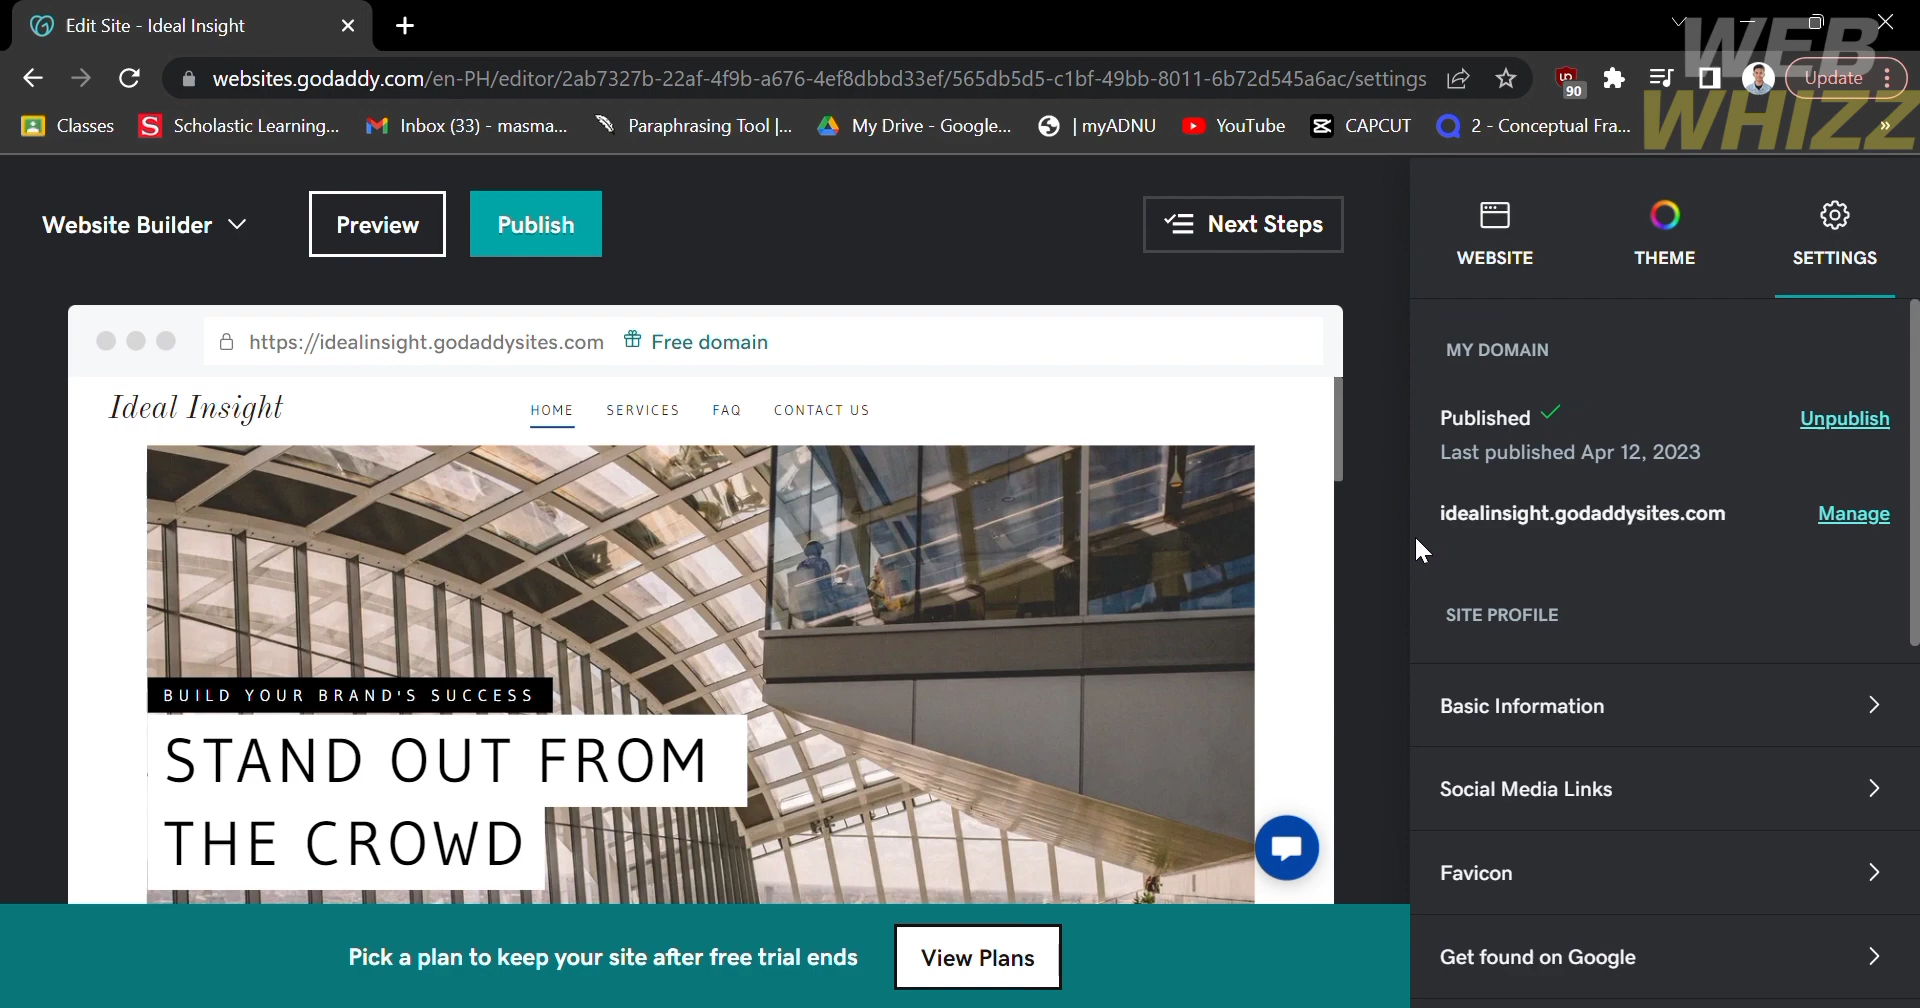 Edit Site - Ideal Insight
websites.godaddy.com/en-PH/editor/2ab7327b-22af-4f9b-a676-4ef8dbbd33ef/565db5d5-c1bf-49bb-8011-6b72d545a6ac/settings
90
Update
WEB
WHIZZ
Classes
S Scholastic Learning...
Inbox (33) - masma...
Paraphrasing Tool |...
My Drive - Google...
| myADNU
YouTube
CAPCUT
2 - Conceptual Fra...
»
Website Builder
Preview
Publish
Next Steps
WEBSITE
THEME
SETTINGS
https://idealinsight.godaddysites.com
Free domain
Ideal Insight
HOME
SERVICES
FAQ
CONTACT US
BUILD YOUR BRAND'S SUCCESS
STAND OUT FROM
THE CROWD
Pick a plan to keep your site after free trial ends
View Plans
MY DOMAIN
Published
Unpublish
Last published Apr 12, 2023
idealinsight.godaddysites.com
Manage
SITE PROFILE
Basic Information
Social Media Links
Favicon
Get found on Google